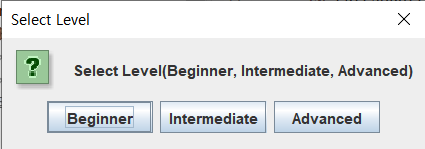 Select Level
?
Select Level(Beginner, Intermediate, Advanced)
Beginner Intermediate Advanced